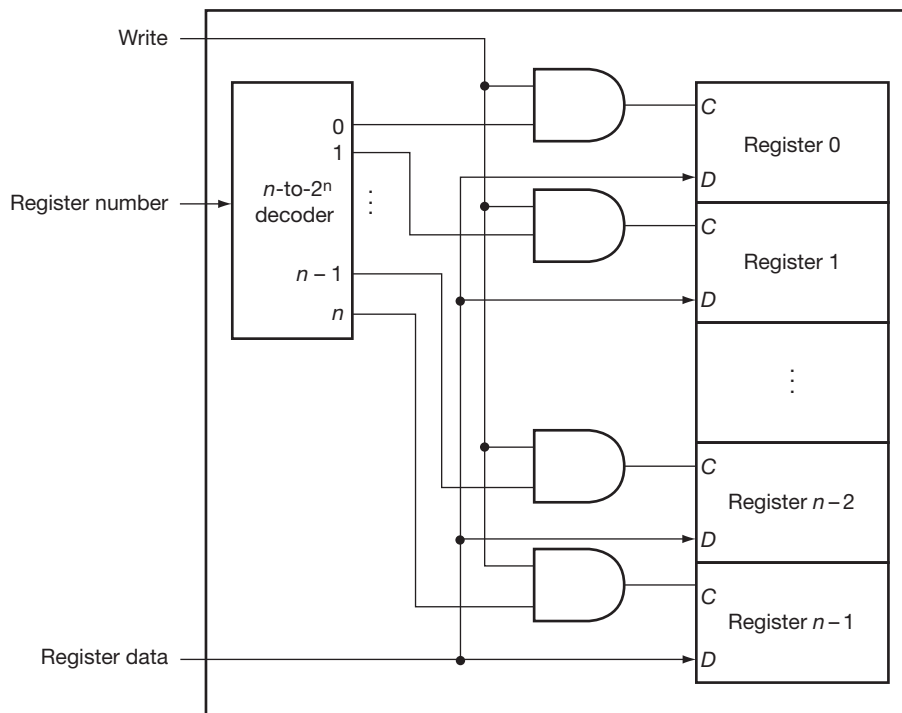 Write
C
0
Register 0
1
n-to-2ⁿ
decoder
⋮
D
Register number
C
Register 1
n – 1
D
n
⋮
C
Register n – 2
D
C
Register n – 1
Register data
D